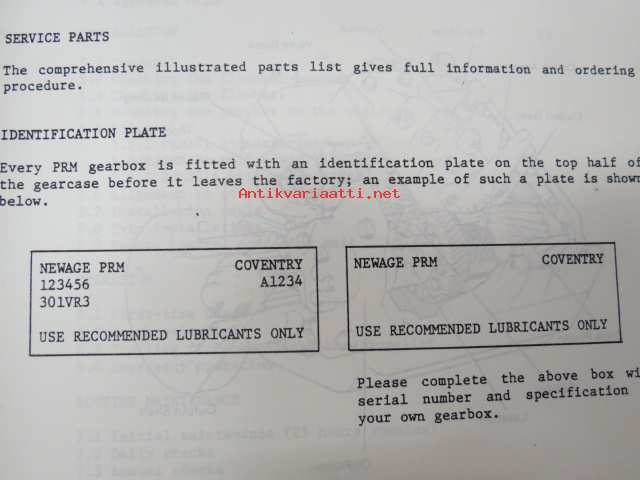 SERVICE PARTS
The comprehensive illustrated parts list gives full information and ordering
procedure.
IDENTIFICATION PLATE
Every PRM gearbox is fitted with an identification plate on the top half of
the gearcase before it leaves the factory; an example of such a plate is shown
below.
Antikvariaatti.net
NEWAGE PRM COVENTRY
123456 A1234
301VR3
USE RECOMMENDED LUBRICANTS ONLY
NEWAGE PRM COVENTRY
USE RECOMMENDED LUBRICANTS ONLY
Please complete the above box wi
serial number and specification
your own gearbox.